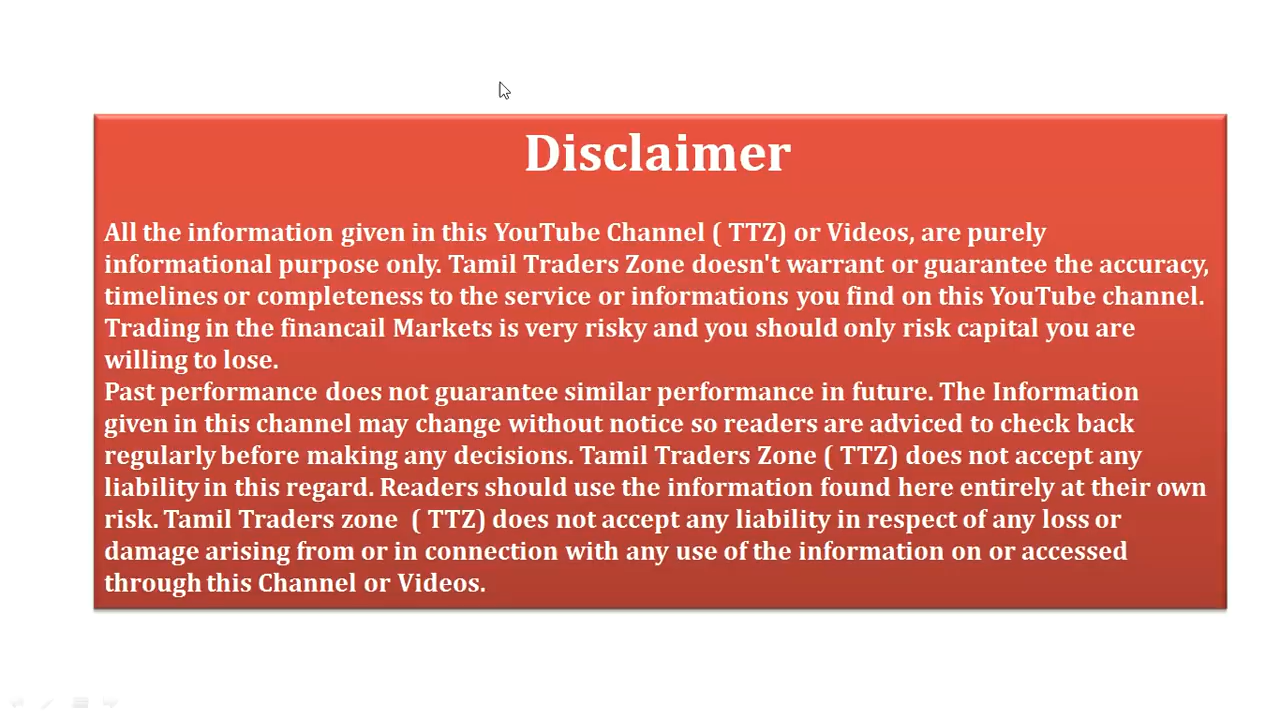 Disclaimer
All the information given in this YouTube Channel ( TTZ) or Videos, are purely
informational purpose only. Tamil Traders Zone doesn't warrant or guarantee the accuracy,
timelines or completeness to the service or informations you find on this YouTube channel.
Trading in the financail Markets is very risky and you should only risk capital you are
willing to lose.
Past performance does not guarantee similar performance in future. The Information
given in this channel may change without notice so readers are adviced to check back
regularly before making any decisions. Tamil Traders Zone ( TTZ) does not accept any
liability in this regard. Readers should use the information found here entirely at their own
risk. Tamil Traders zone  ( TTZ) does not accept any liability in respect of any loss or
damage arising from or in connection with any use of the information on or accessed
through this Channel or Videos.